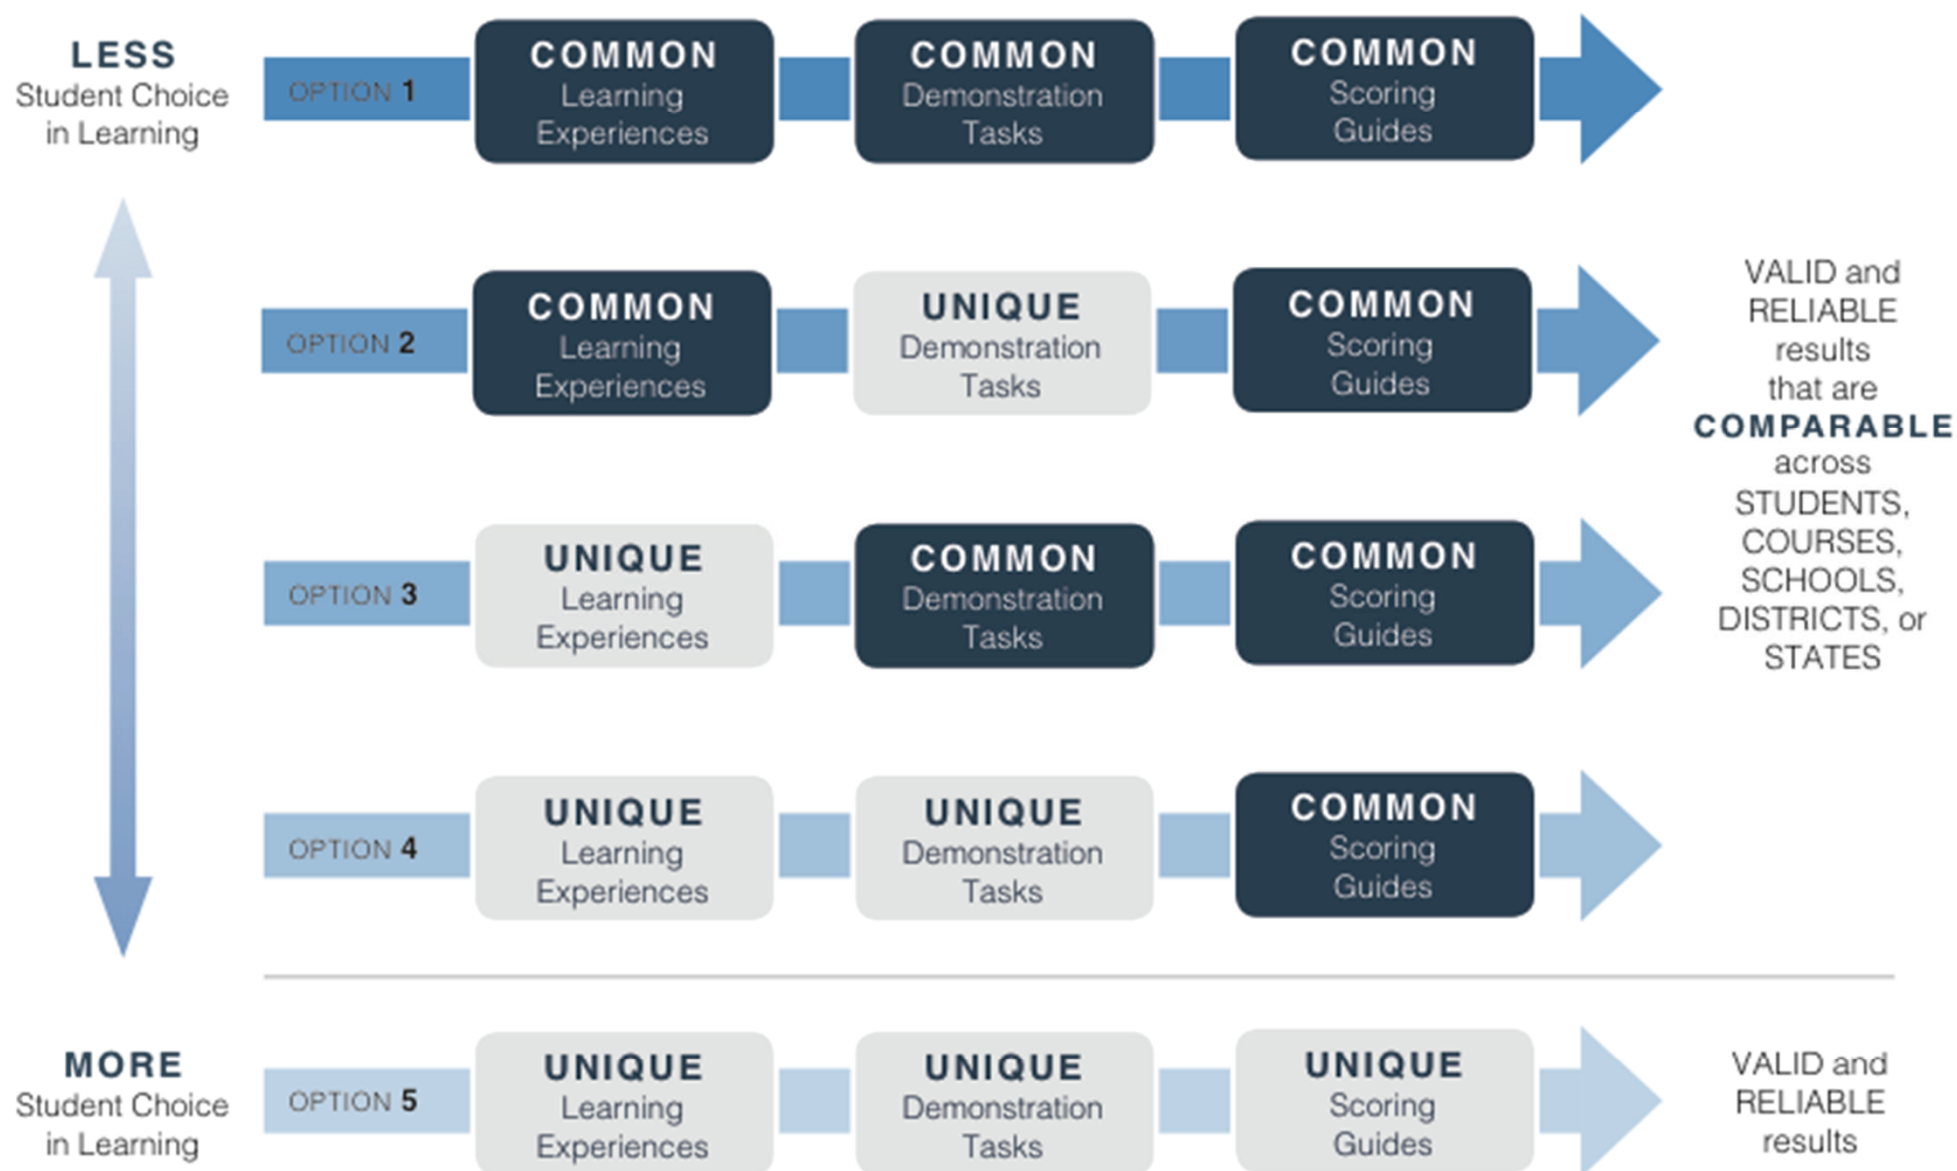 LESS
Student Choice
in Learning
OPTION 1
COMMON
Learning
Experiences
COMMON
Demonstration
Tasks
COMMON
Scoring
Guides
OPTION 2
COMMON
Learning
Experiences
UNIQUE
Demonstration
Tasks
COMMON
Scoring
Guides
OPTION 3
UNIQUE
Learning
Experiences
COMMON
Demonstration
Tasks
COMMON
Scoring
Guides
OPTION 4
UNIQUE
Learning
Experiences
UNIQUE
Demonstration
Tasks
COMMON
Scoring
Guides
VALID and
RELIABLE
results
that are
COMPARABLE
across
STUDENTS,
COURSES,
SCHOOLS,
DISTRICTS, or
STATES
MORE
Student Choice
in Learning
OPTION 5
UNIQUE
Learning
Experiences
UNIQUE
Demonstration
Tasks
UNIQUE
Scoring
Guides
VALID and
RELIABLE
results